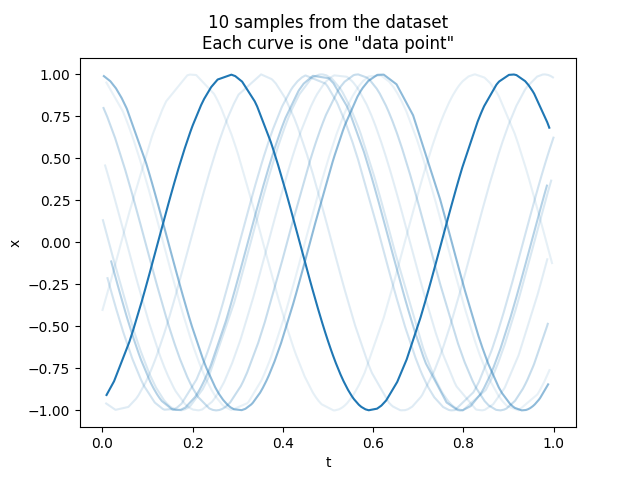 10 samples from the dataset
Each curve is one "data point"
1.00
0.75
0.50
0.25
0.00
−0.25
−0.50
−0.75
−1.00
x
0.0 0.2 0.4 0.6 0.8 1.0
t